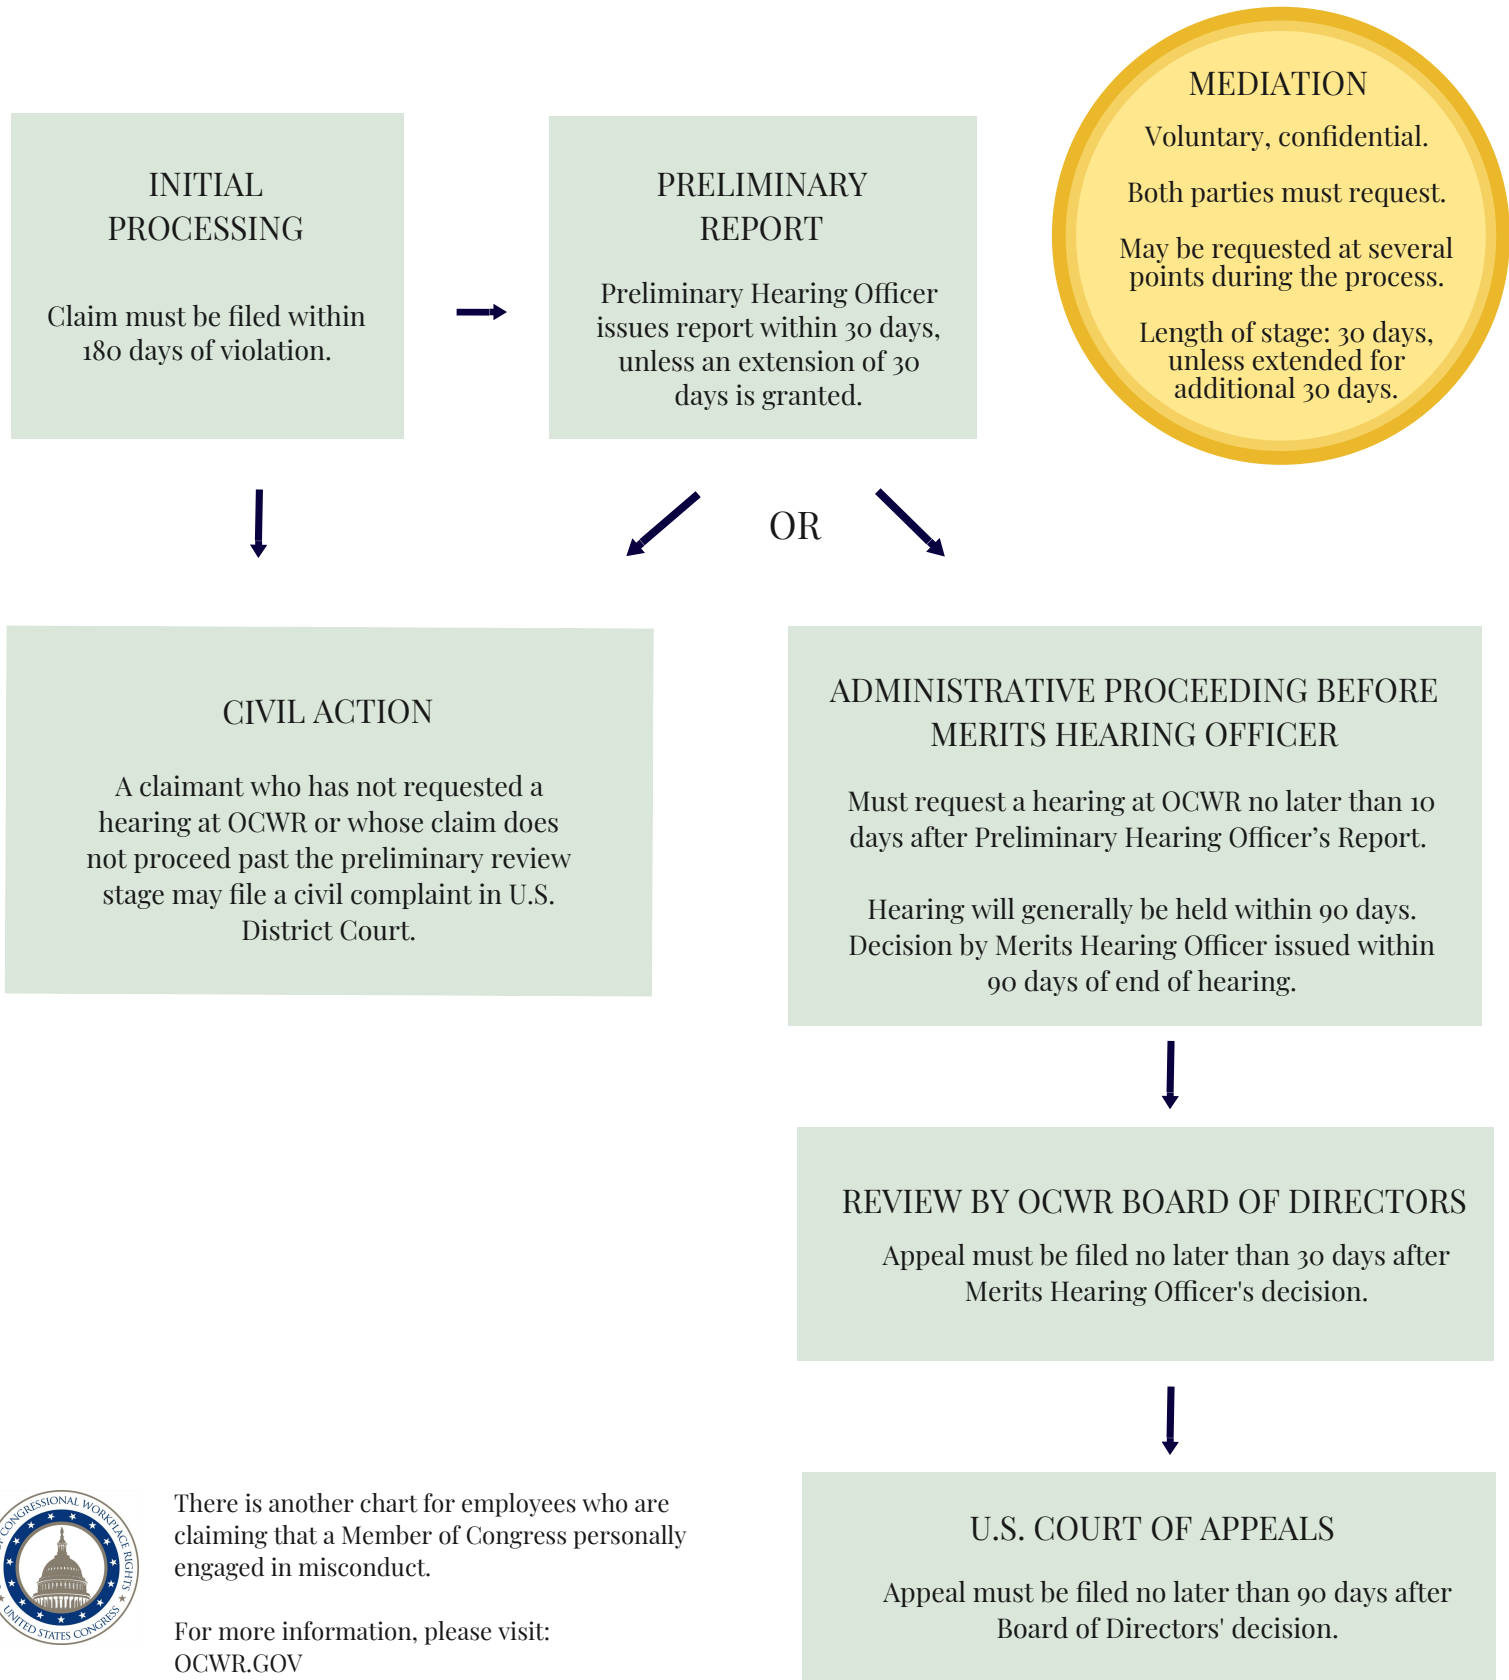 INITIAL
PROCESSING
Claim must be filed within
180 days of violation.
PRELIMINARY
REPORT
Preliminary Hearing Officer
issues report within 30 days,
unless an extension of 30
days is granted.
MEDIATION
Voluntary, confidential.
Both parties must request.
May be requested at several
points during the process.
Length of stage: 30 days,
unless extended for
additional 30 days.
OR
CIVIL ACTION
A claimant who has not requested a
hearing at OCWR or whose claim does
not proceed past the preliminary review
stage may file a civil complaint in U.S.
District Court.
ADMINISTRATIVE PROCEEDING BEFORE
MERITS HEARING OFFICER
Must request a hearing at OCWR no later than 10
days after Preliminary Hearing Officer’s Report.
Hearing will generally be held within 90 days.
Decision by Merits Hearing Officer issued within
90 days of end of hearing.
REVIEW BY OCWR BOARD OF DIRECTORS
Appeal must be filed no later than 30 days after
Merits Hearing Officer's decision.
U.S. COURT OF APPEALS
Appeal must be filed no later than 90 days after
Board of Directors' decision.
CONGRESSIONAL WORKPLACE RIGHTS
UNITED STATES CONGRESS
There is another chart for employees who are
claiming that a Member of Congress personally
engaged in misconduct.
For more information, please visit:
OCWR.GOV